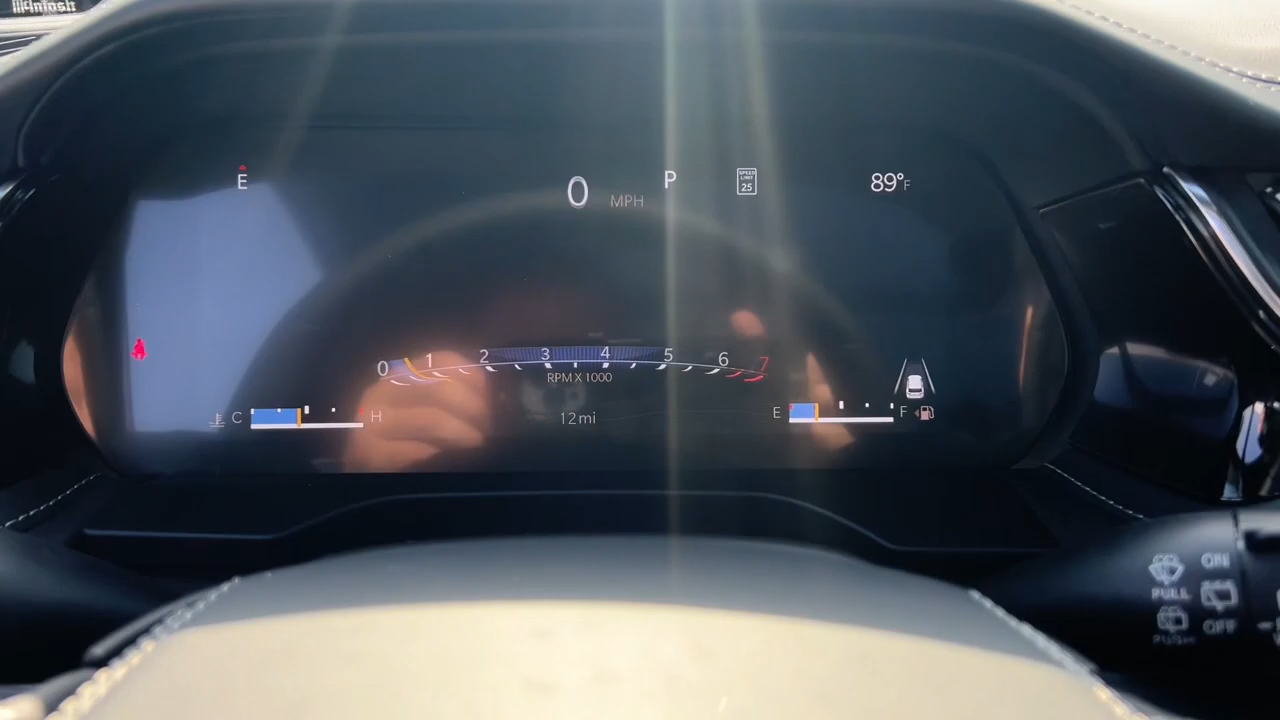 McIntosh
E
0 MPH
P
SPEED LIMIT 25
89°F
0 1 2 3 4 5 6 7
RPM X 1000
C H
12mi
E F
ON
PULL
OFF
PUSH